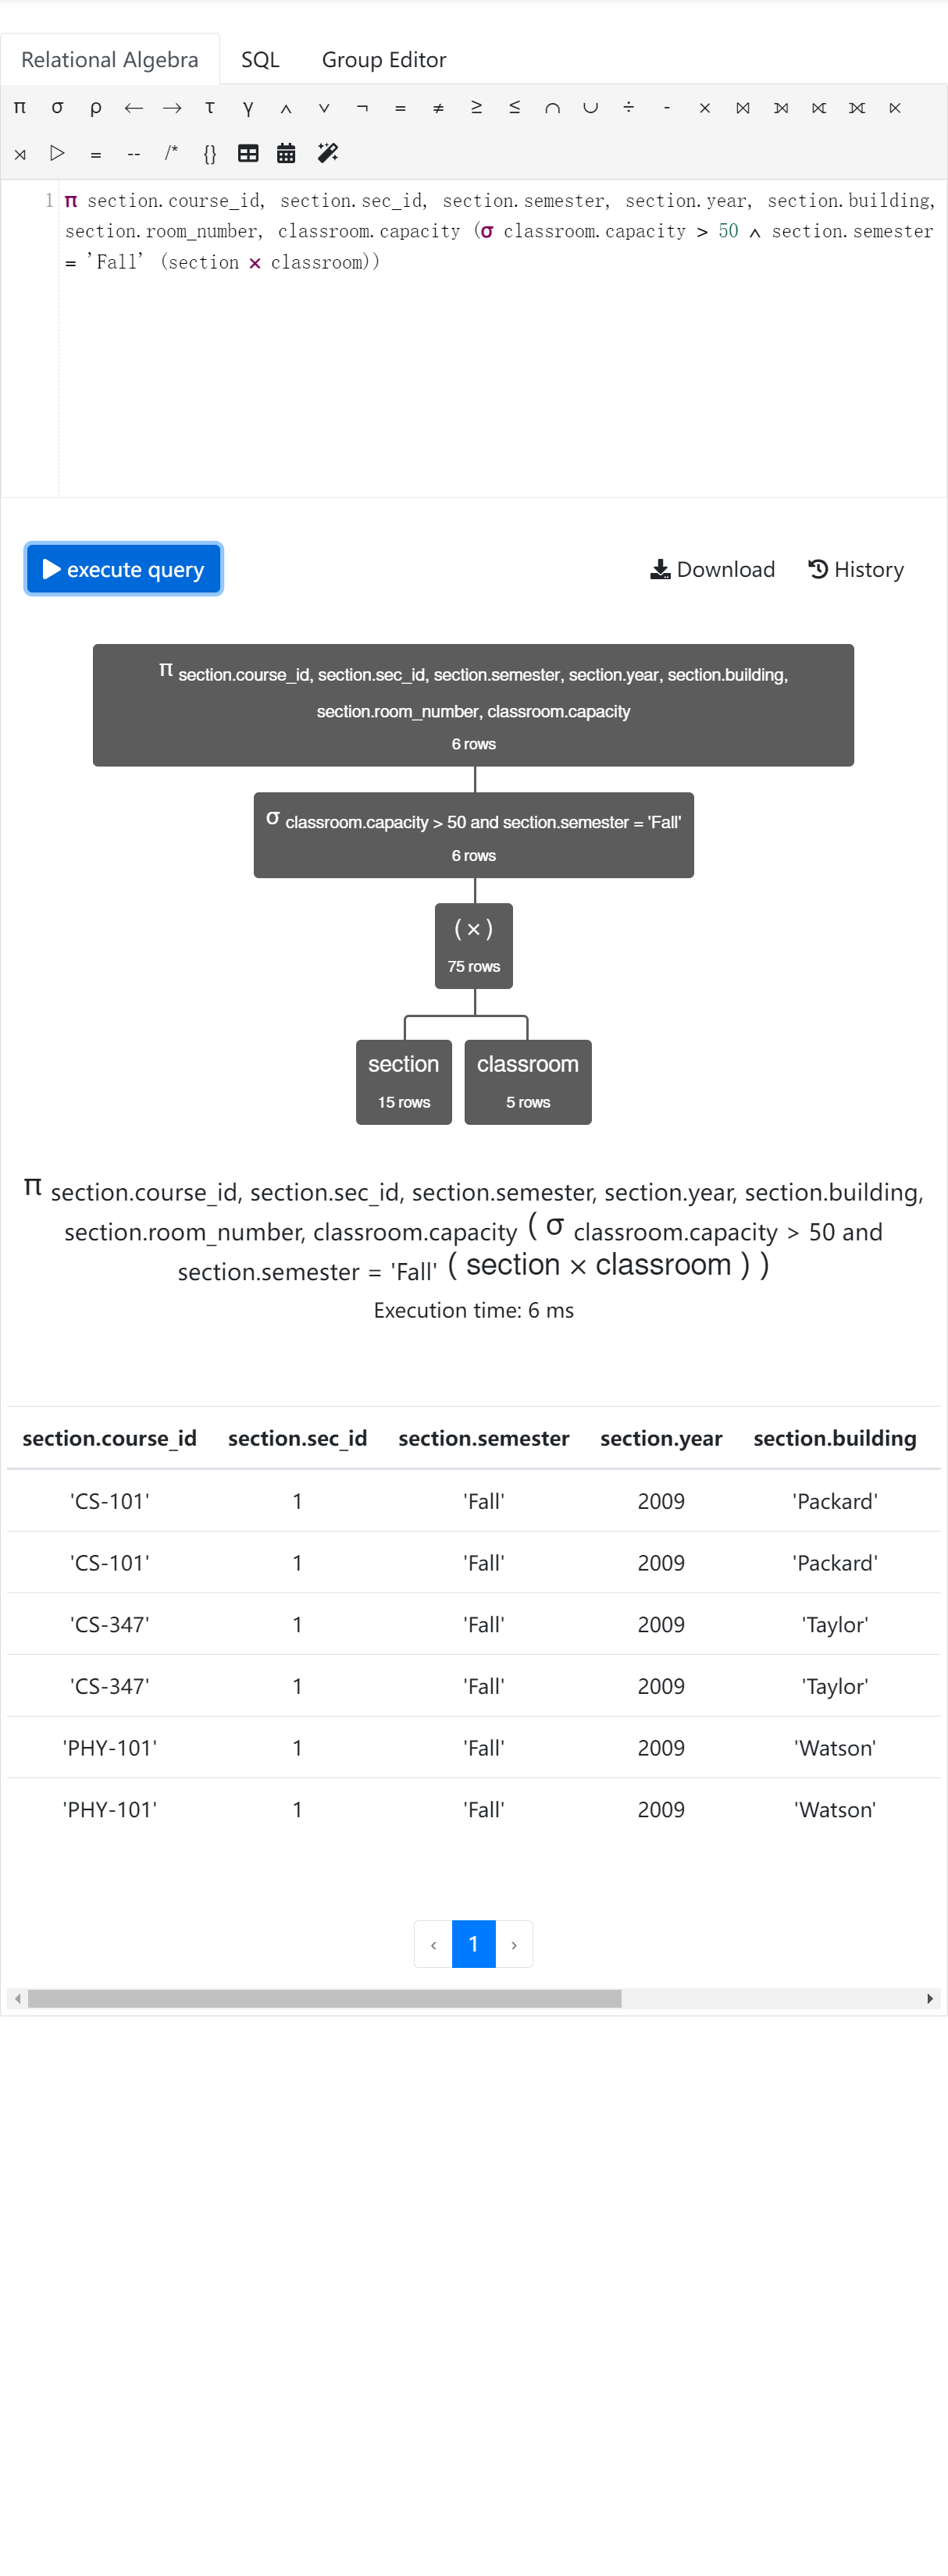 Relational Algebra SQL Group Editor
π σ ρ ← → τ γ ∧ ∨ ¬ = ≠ ≥ ≤ ∩ ∪ ÷ - × ⋈ ⟗ ⟕ ⟖ ⋉
⋊ ▷ = -- /* {}
1 π section.course_id, section.sec_id, section.semester, section.year, section.building,
section.room_number, classroom.capacity (σ classroom.capacity > 50 ∧ section.semester
= 'Fall' (section × classroom))
execute query Download History
π section.course_id, section.sec_id, section.semester, section.year, section.building,
section.room_number, classroom.capacity
6 rows
σ classroom.capacity > 50 and section.semester = 'Fall'
6 rows
( × )
75 rows
section classroom
15 rows 5 rows
π section.course_id, section.sec_id, section.semester, section.year, section.building,
section.room_number, classroom.capacity ( σ classroom.capacity > 50 and
section.semester = 'Fall' ( section × classroom ) )
Execution time: 6 ms
section.course_id section.sec_id section.semester section.year section.building
'CS-101' 1 'Fall' 2009 'Packard'
'CS-101' 1 'Fall' 2009 'Packard'
'CS-347' 1 'Fall' 2009 'Taylor'
'CS-347' 1 'Fall' 2009 'Taylor'
'PHY-101' 1 'Fall' 2009 'Watson'
'PHY-101' 1 'Fall' 2009 'Watson'
‹ 1 ›